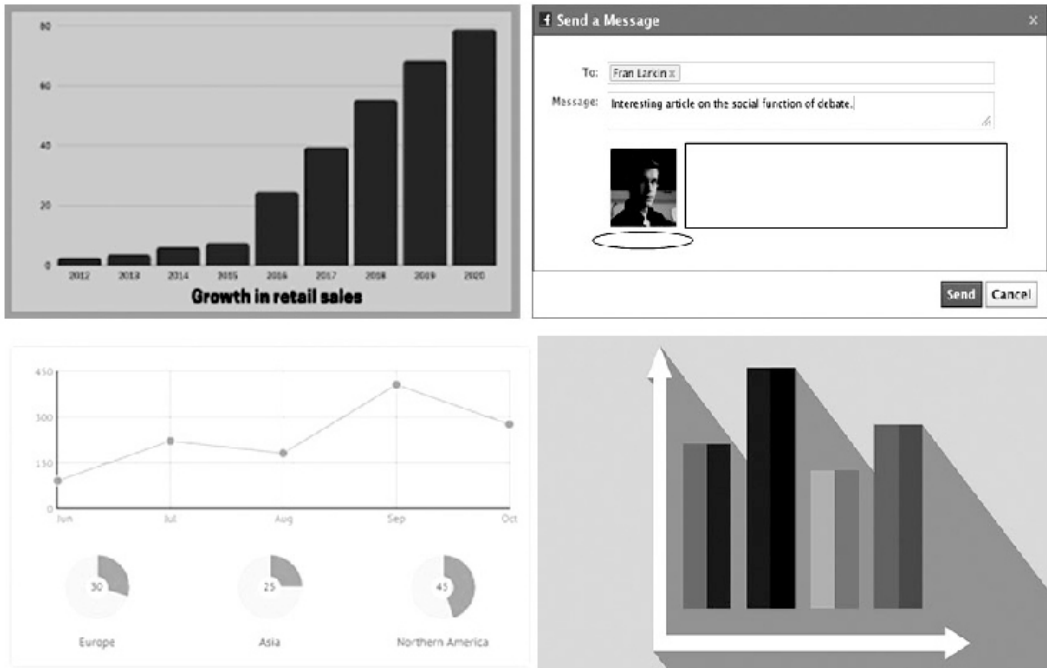 80
60
40
20
0
2012 2013 2014 2015 2016 2017 2018 2019 2020
Growth in retail sales
f Send a Message x
To: Fran Larkin x
Message: Interesting article on the social function of debate.
Send Cancel
450
300
150
0
Jun Jul Aug Sep Oct
30 25 45
Europe Asia Northern America